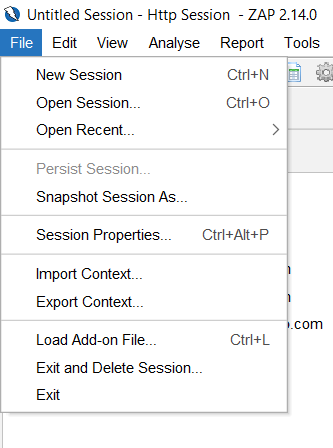 Untitled Session - Http Session - ZAP 2.14.0
File Edit View Analyse Report Tools
New Session Ctrl+N
Open Session... Ctrl+O
Open Recent...
Persist Session...
Snapshot Session As...
Session Properties... Ctrl+Alt+P
Import Context...
Export Context...
.com
Load Add-on File... Ctrl+L
Exit and Delete Session...
Exit